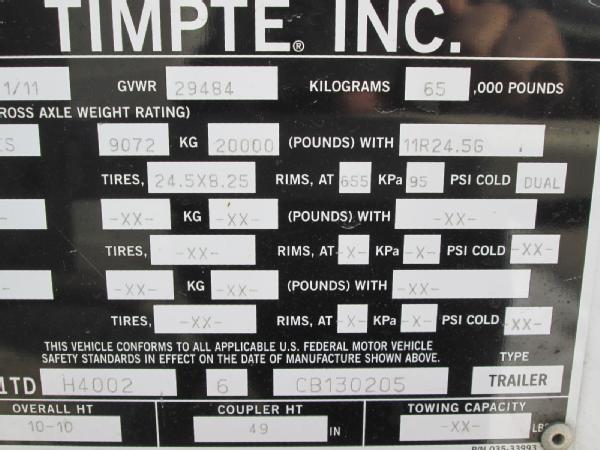 TIMPTE® INC.
1/11 GVWR 29484 KILOGRAMS 65 ,000 POUNDS
ROSS AXLE WEIGHT RATING)
ES 9072 KG 20000 (POUNDS) WITH 11R24.5G
TIRES, 24.5X8.25 RIMS, AT 655 KPa 95 PSI COLD DUAL
-XX- KG -XX- (POUNDS) WITH -XX-
TIRES, -XX- RIMS, AT -X- KPa -X- PSI COLD -XX-
-XX- KG -XX- (POUNDS) WITH -XX-
TIRES, -XX- RIMS, AT -X- KPa -X- PSI COLD -XX-
THIS VEHICLE CONFORMS TO ALL APPLICABLE U.S. FEDERAL MOTOR VEHICLE
SAFETY STANDARDS IN EFFECT ON THE DATE OF MANUFACTURE SHOWN ABOVE.
TYPE
1TD H4002 6 CB130205 TRAILER
OVERALL HT COUPLER HT TOWING CAPACITY
10-10 49 IN -XX- LBS
P/N 035-33993